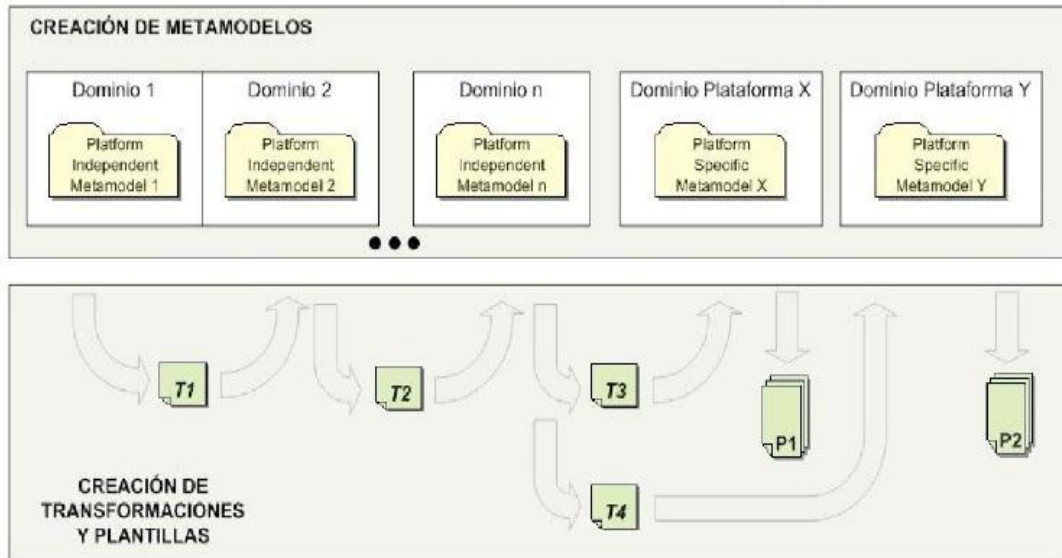 CREACIÓN DE METAMODELOS
Dominio 1
Platform
Independent
Metamodel 1
Dominio 2
Platform
Independent
Metamodel 2
Dominio n
Platform
Independent
Metamodel n
Dominio Plataforma X
Platform
Specific
Metamodel X
Dominio Plataforma Y
Platform
Specific
Metamodel Y
T1
T2
T3
T4
P1
P2
CREACIÓN DE
TRANSFORMACIONES
Y PLANTILLAS